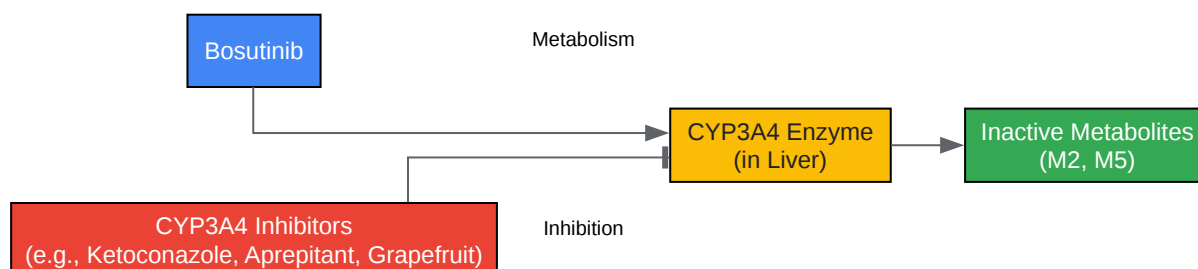 Bosutinib
Metabolism
CYP3A4 Enzyme
(in Liver)
Inactive Metabolites
(M2, M5)
CYP3A4 Inhibitors
(e.g., Ketoconazole, Aprepitant, Grapefruit)
Inhibition